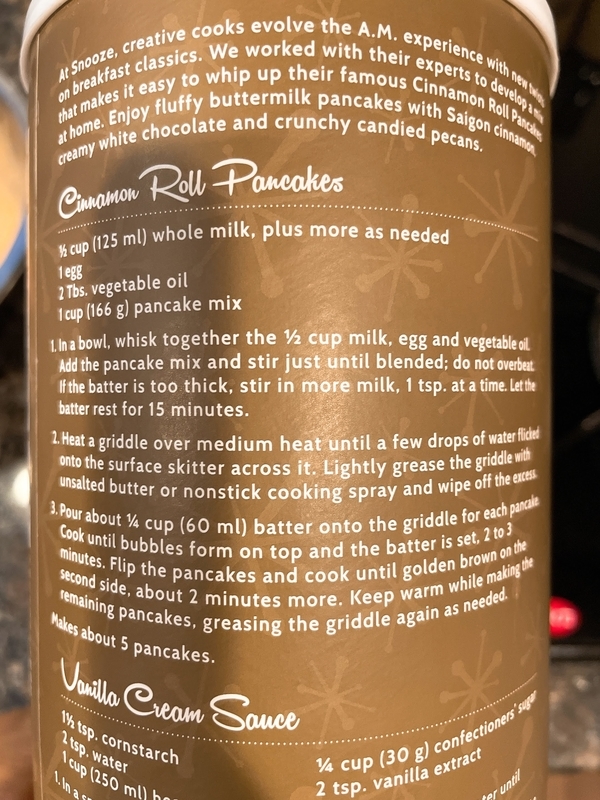 At Snooze, creative cooks evolve the A.M. experience with new twists
on breakfast classics. We worked with their experts to develop a mix
that makes it easy to whip up their famous Cinnamon Roll Pancakes
at home. Enjoy fluffy buttermilk pancakes with Saigon cinnamon,
creamy white chocolate and crunchy candied pecans.
Cinnamon Roll Pancakes
½ cup (125 ml) whole milk, plus more as needed
1 egg
2 Tbs. vegetable oil
1 cup (166 g) pancake mix
1. In a bowl, whisk together the ½ cup milk, egg and vegetable oil.
Add the pancake mix and stir just until blended; do not overbeat.
If the batter is too thick, stir in more milk, 1 tsp. at a time. Let the
batter rest for 15 minutes.
2. Heat a griddle over medium heat until a few drops of water flicked
onto the surface skitter across it. Lightly grease the griddle with
unsalted butter or nonstick cooking spray and wipe off the excess.
3. Pour about ¼ cup (60 ml) batter onto the griddle for each pancake.
Cook until bubbles form on top and the batter is set, 2 to 3
minutes. Flip the pancakes and cook until golden brown on the
second side, about 2 minutes more. Keep warm while making the
remaining pancakes, greasing the griddle again as needed.
Makes about 5 pancakes.
Vanilla Cream Sauce
1½ tsp. cornstarch
2 tsp. water
1 cup (250 ml)
¼ cup (30 g) confectioners' sugar
2 tsp. vanilla extract
1. In a
until